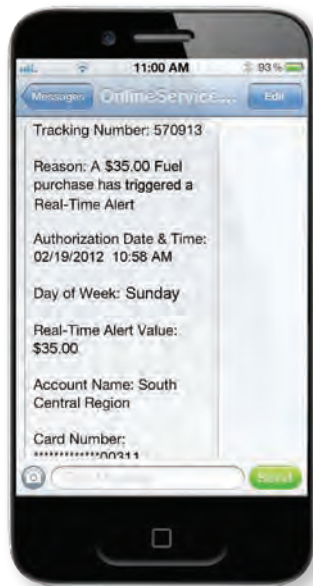 11:00 AM
93%
Messages
OnlineService...
Edit
Tracking Number: 570913
Reason: A $35.00 Fuel
purchase has triggered a
Real-Time Alert
Authorization Date & Time:
02/19/2012 10:58 AM
Day of Week: Sunday
Real-Time Alert Value:
$35.00
Account Name: South
Central Region
Card Number:
*************00311
Send